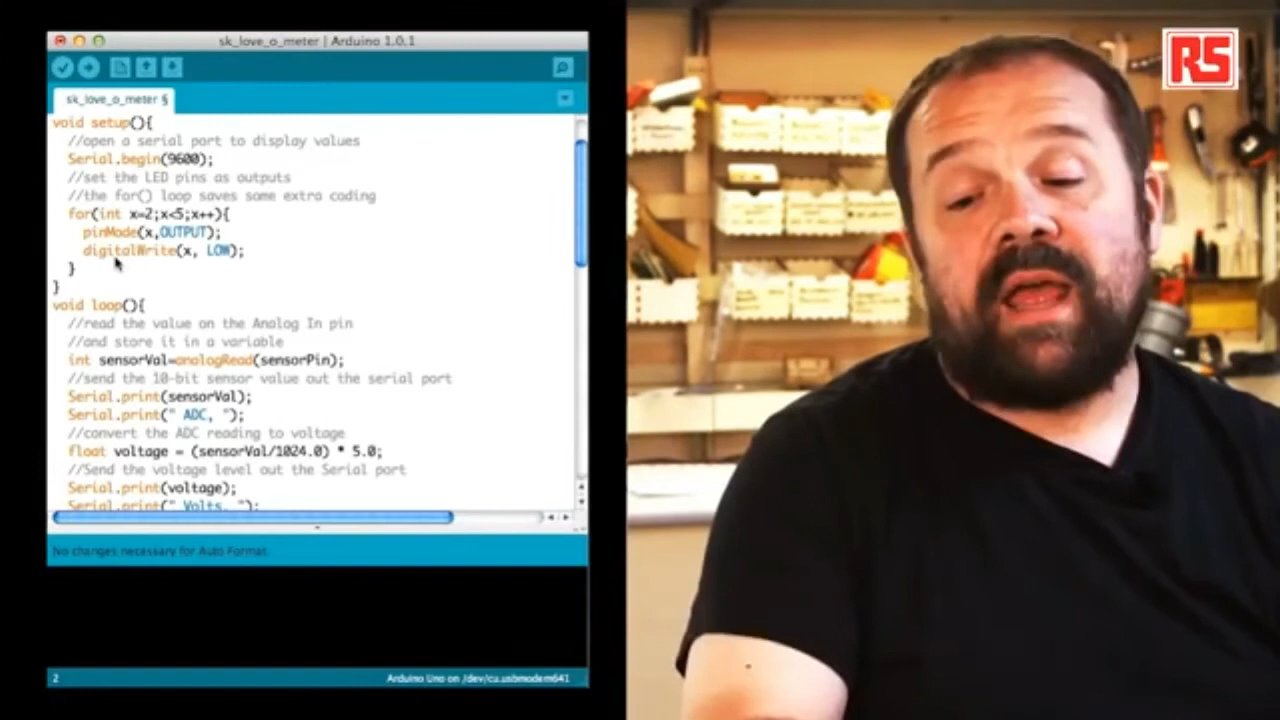 sk_love_o_meter | Arduino 1.0.1
sk_love_o_meter §
void setup(){
//open a serial port to display values
Serial.begin(9600);
//set the LED pins as outputs
//the for() loop saves some extra coding
for(int x=2;x<5;x++){
pinMode(x,OUTPUT);
digitalWrite(x, LOW);
}
}
void loop(){
//read the value on the Analog In pin
//and store it in a variable
int sensorVal=analogRead(sensorPin);
//send the 10-bit sensor value out the serial port
Serial.print(sensorVal);
Serial.print(" ADC, ");
//convert the ADC reading to voltage
float voltage = (sensorVal/1024.0) * 5.0;
//Send the voltage level out the Serial port
Serial.print(voltage);
Serial.print(" Volts, ");
No changes necessary for Auto Format.
2
Arduino Uno on /dev/cu.usbmodem641
RS